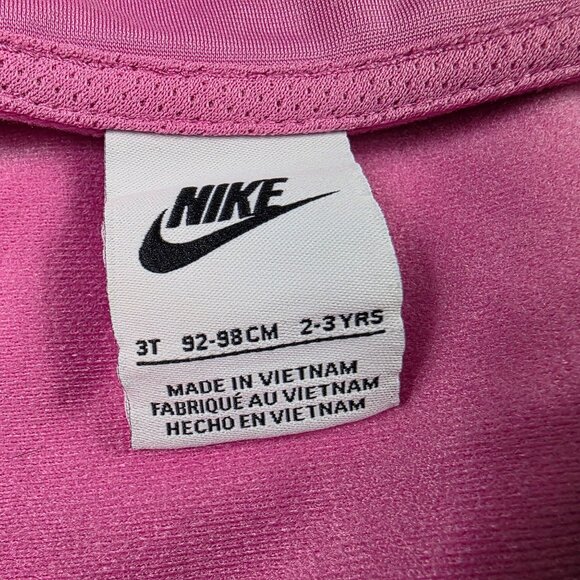 NIKE
3T 92-98CM 2-3YRS
MADE IN VIETNAM
FABRIQUÉ AU VIETNAM
HECHO EN VIETNAM